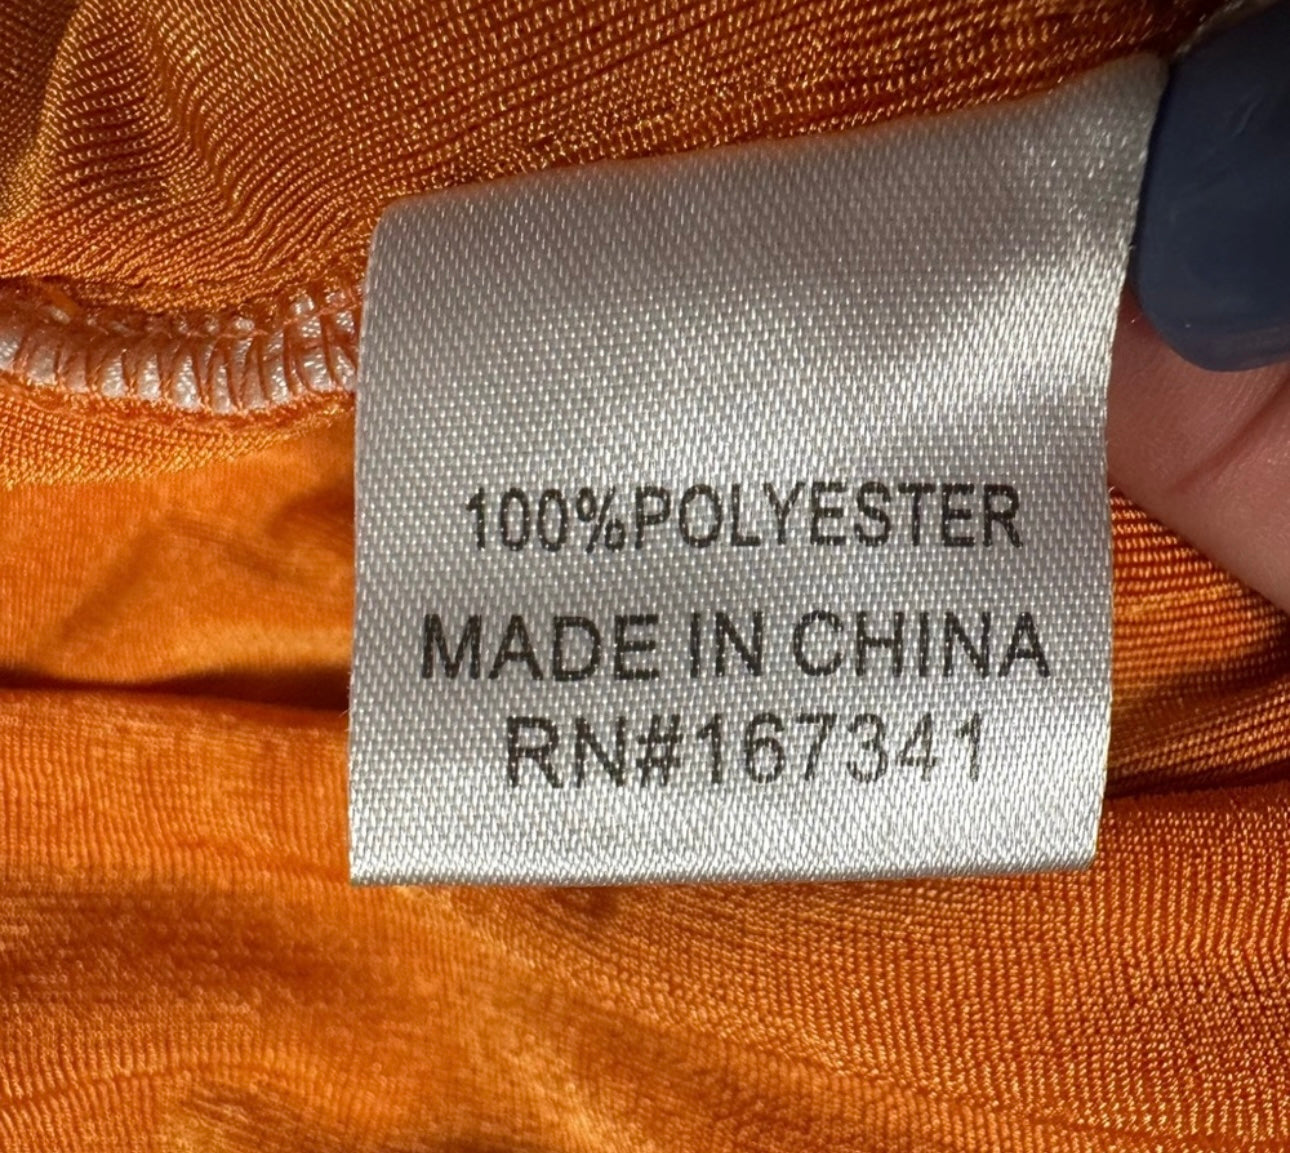 100%POLYESTER
MADE IN CHINA
RN#167341